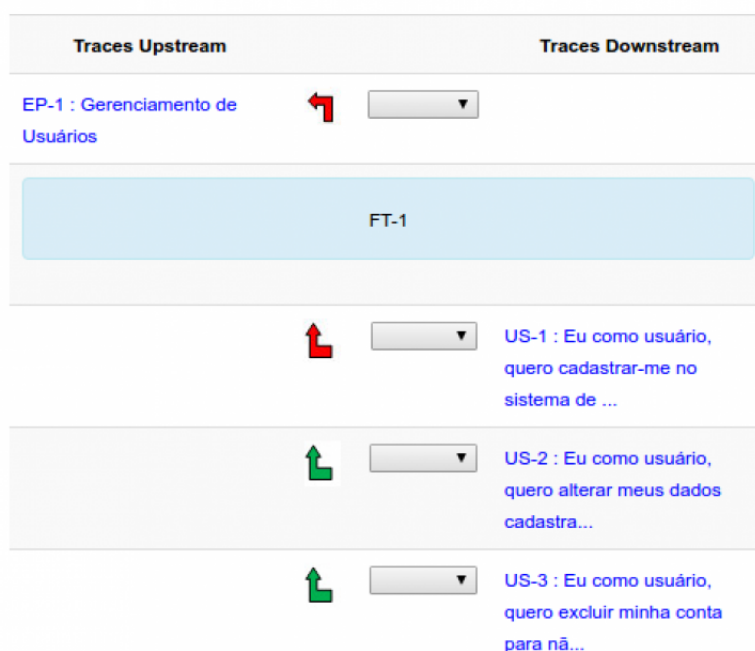 Traces Upstream Traces Downstream
EP-1 : Gerenciamento de
Usuários
FT-1
US-1 : Eu como usuário,
quero cadastrar-me no
sistema de ...
US-2 : Eu como usuário,
quero alterar meus dados
cadastra...
US-3 : Eu como usuário,
quero excluir minha conta
para nã...